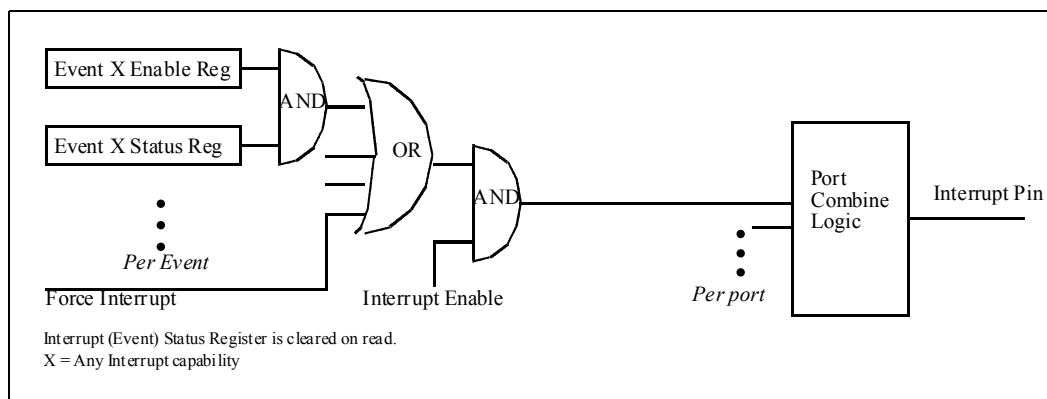 Event X Enable Reg
AND
Event X Status Reg
OR
AND
Port
Combine
Logic
Interrupt Pin
Per Event
Force Interrupt
Interrupt Enable
Per port
Interrupt (Event) Status Register is cleared on read.
X = Any Interrupt capability